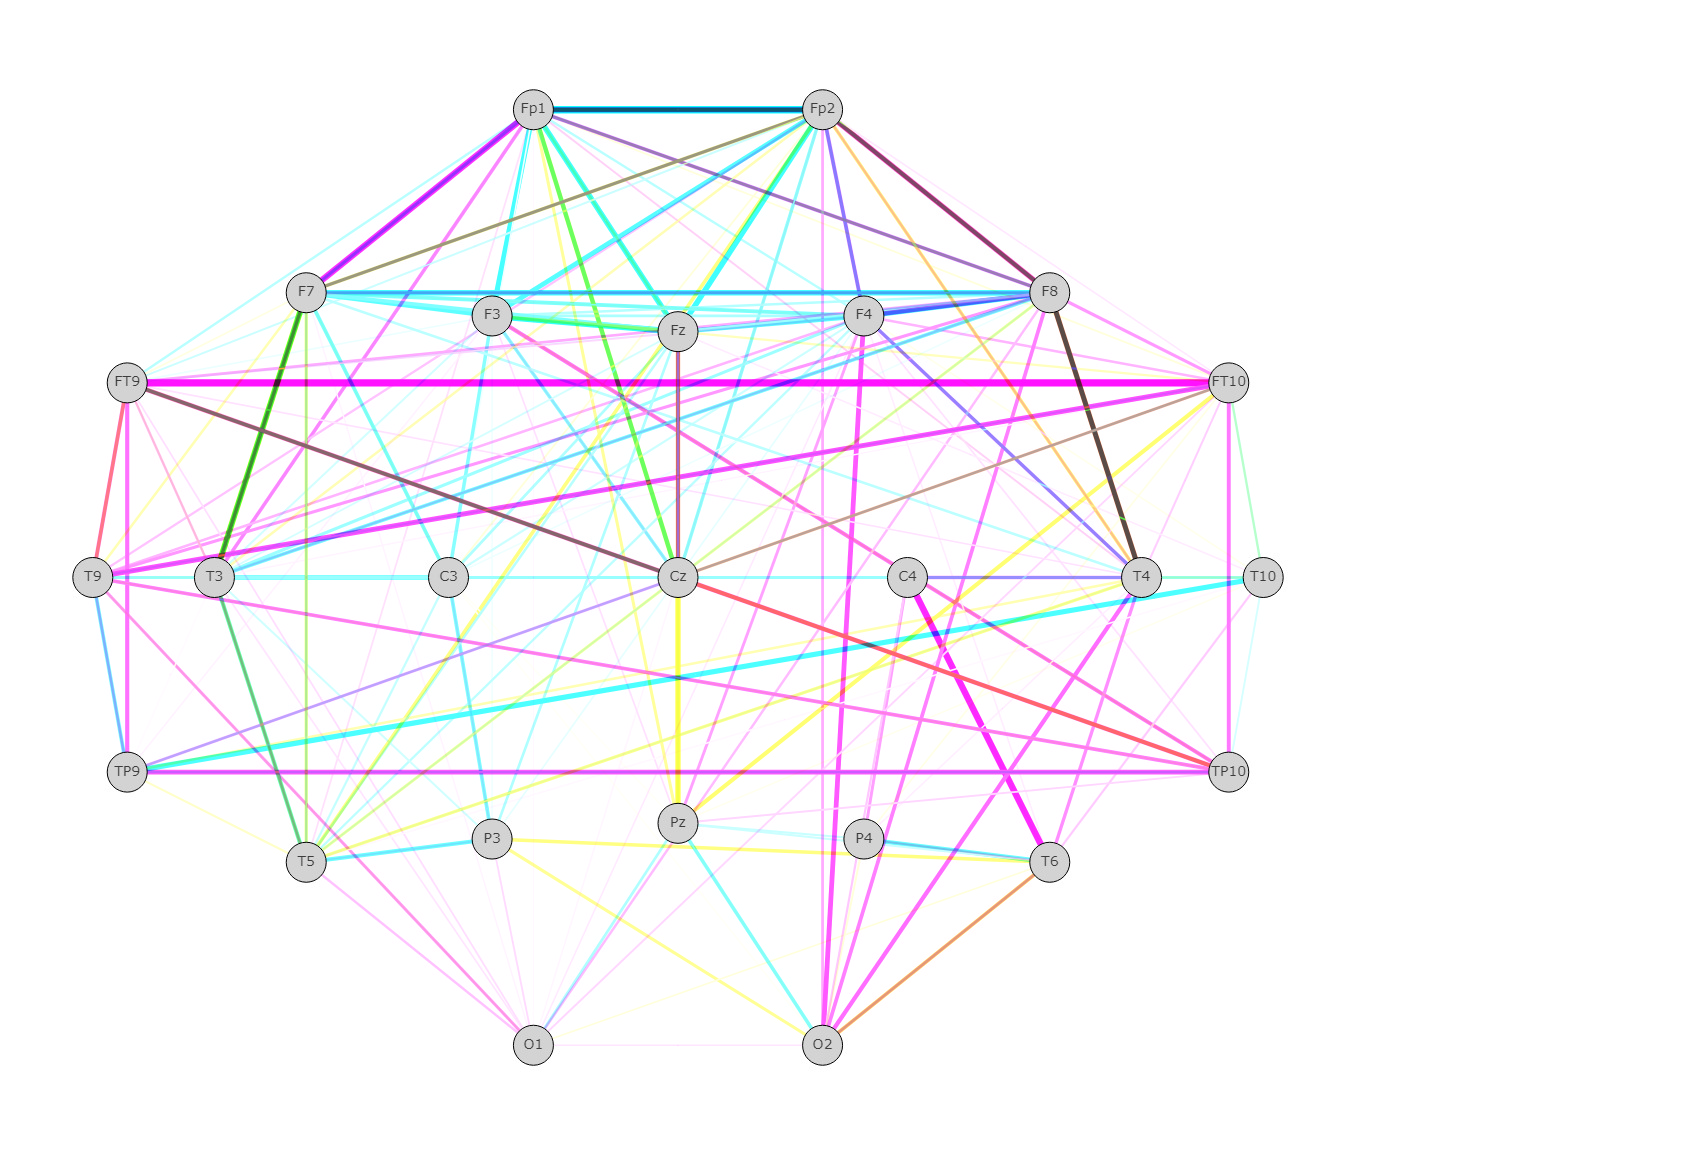 Fp1 Fp2
F7 F3 Fz F4 F8
FT9 FT10
T9 T3 C3 Cz C4 T4 T10
TP9 TP10
T5 P3 Pz P4 T6
O1 O2